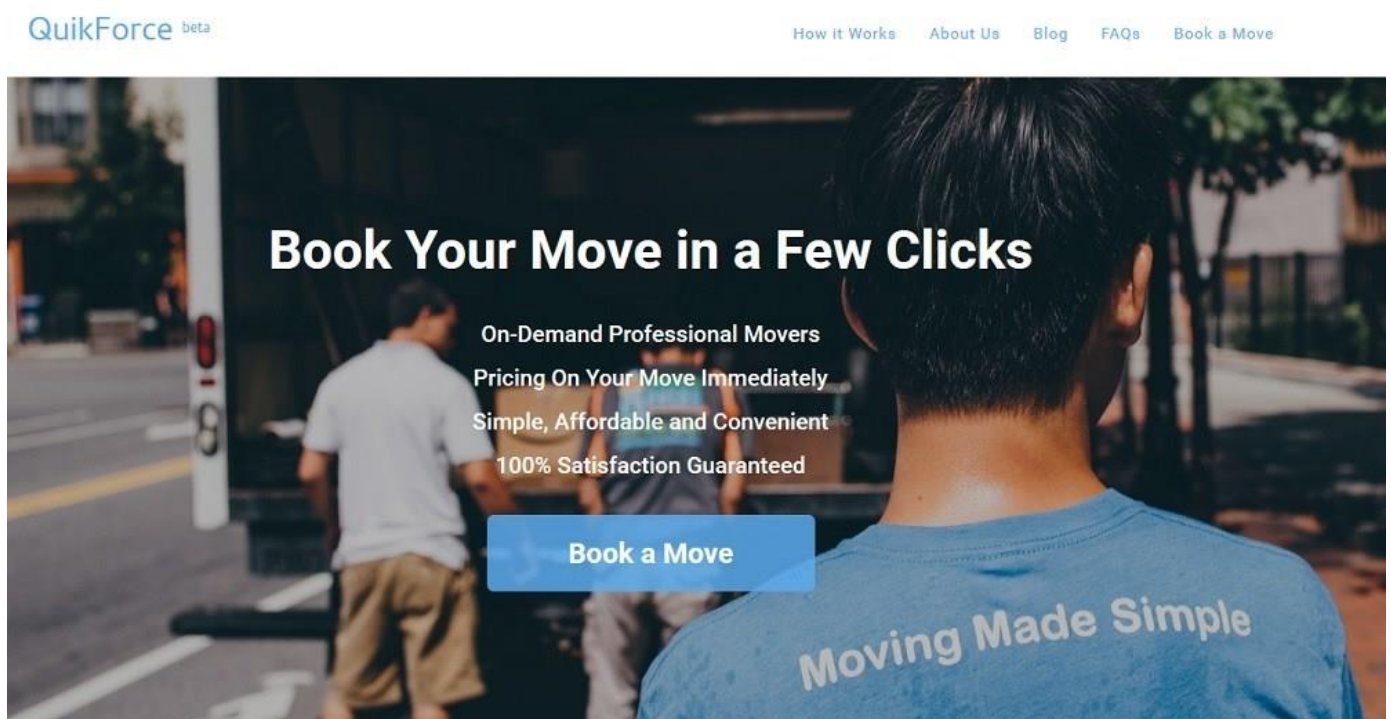 QuikForce beta
How it Works About Us Blog FAQs Book a Move
Book Your Move in a Few Clicks
On-Demand Professional Movers
Pricing On Your Move Immediately
Simple, Affordable and Convenient
100% Satisfaction Guaranteed
Book a Move
Moving Made Simple